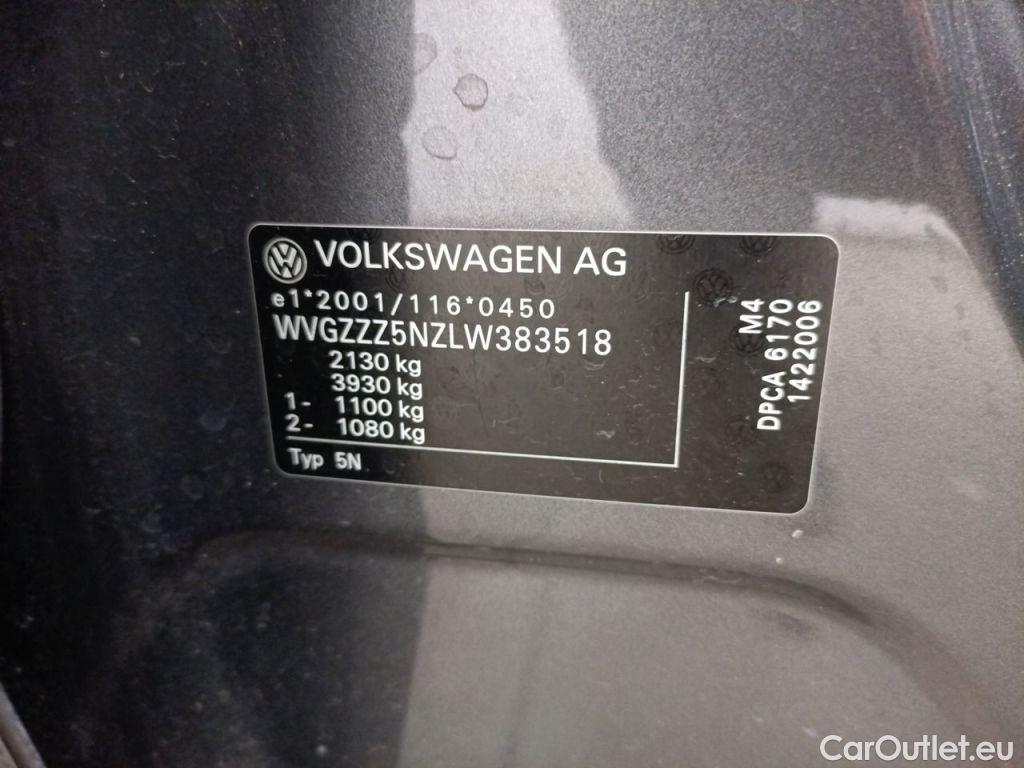 VOLKSWAGEN AG
e1*2001/116*0450
WVGZZZ5NZLW383518
2130 kg
3930 kg
1- 1100 kg
2- 1080 kg
Typ 5N
M4
DPCA 6170
1422006
CarOutlet.eu